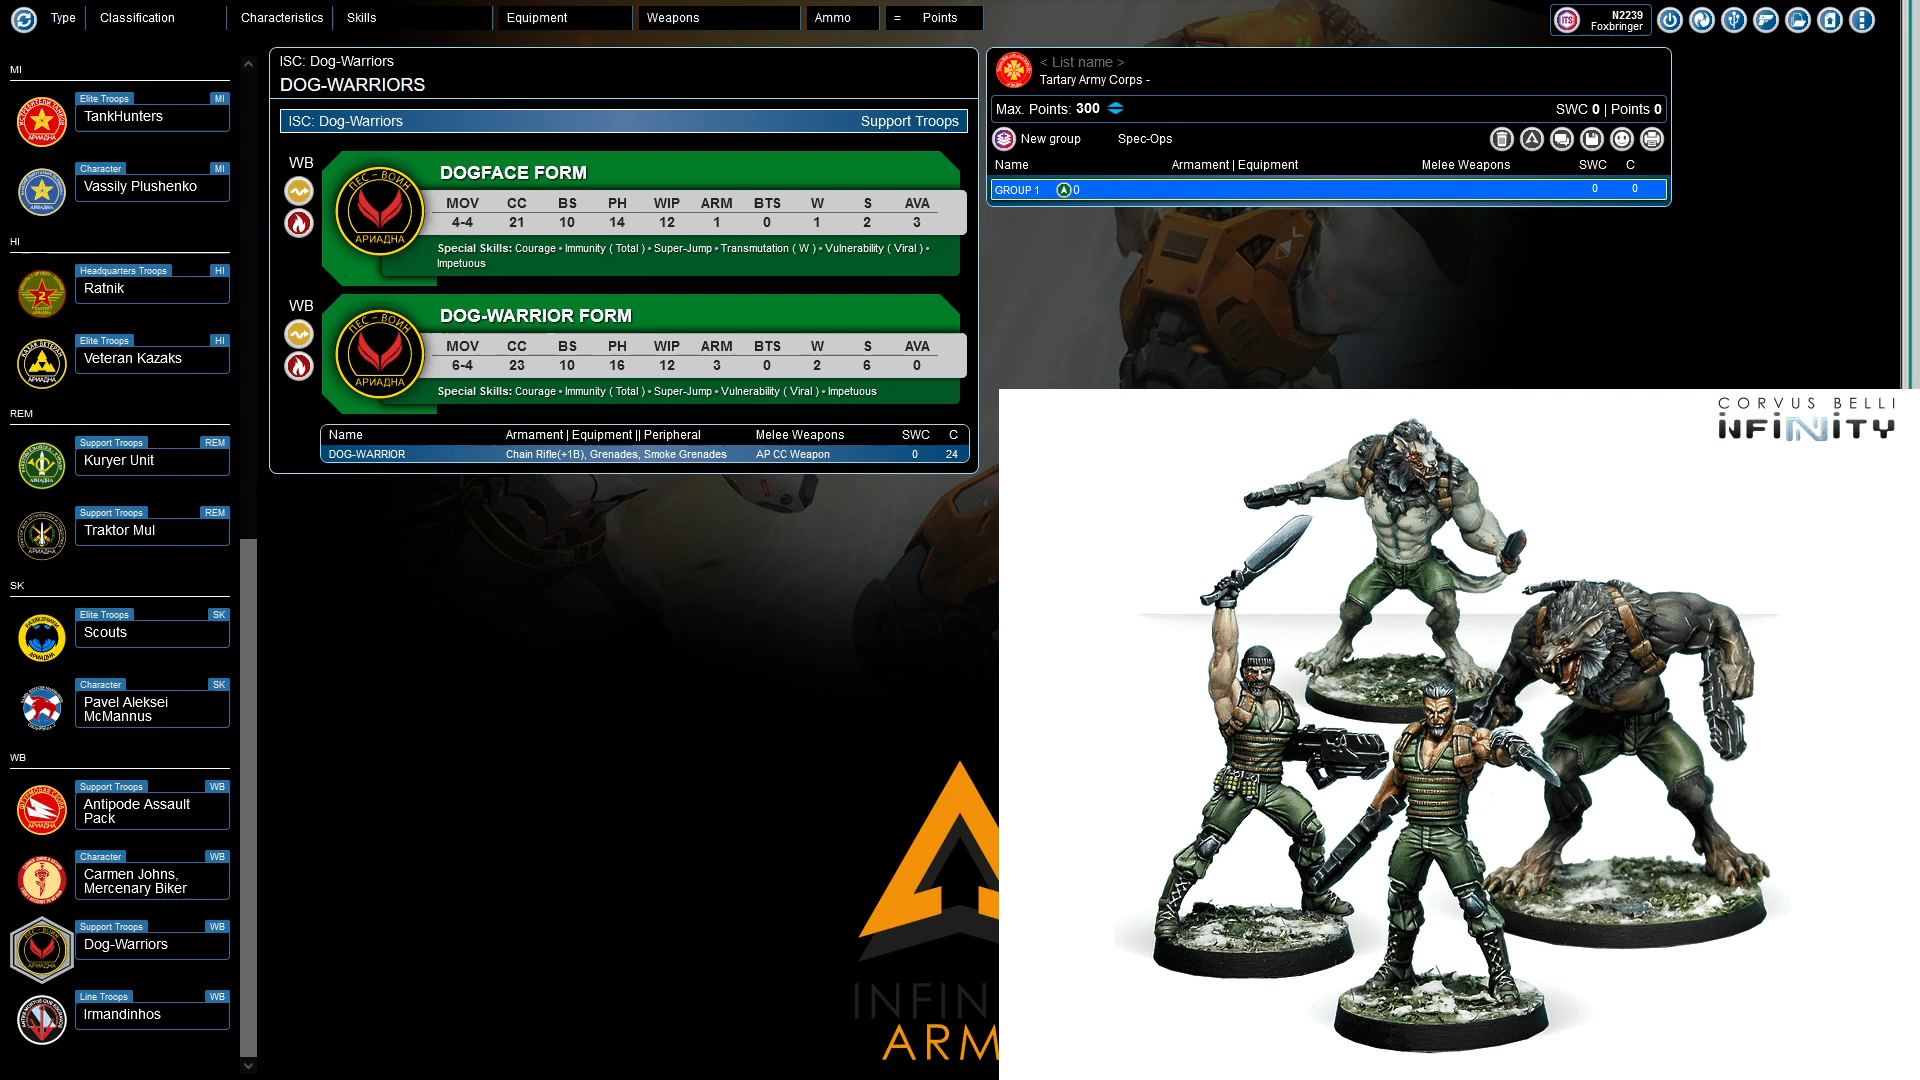 Type
Classification
Characteristics
Skills
Equipment
Weapons
Ammo
=
Points
ITS
N2239
Foxbringer
MI
Elite Troops MI
TankHunters
Character MI
Vassily Plushenko
HI
Headquarters Troops HI
Ratnik
Elite Troops HI
Veteran Kazaks
REM
Support Troops REM
Kuryer Unit
Support Troops REM
Traktor Mul
SK
Elite Troops SK
Scouts
Character SK
Pavel Aleksei
McMannus
WB
Support Troops WB
Antipode Assault
Pack
Character WB
Carmen Johns,
Mercenary Biker
Support Troops WB
Dog-Warriors
Line Troops WB
Irmandinhos
ISC: Dog-Warriors
DOG-WARRIORS
ISC: Dog-Warriors Support Troops
WB
ПЕС-ВОИН
АРИАДНА
DOGFACE FORM
MOV CC BS PH WIP ARM BTS W S AVA
4-4 21 10 14 12 1 0 1 2 3
Special Skills: Courage • Immunity ( Total ) • Super-Jump • Transmutation ( W ) • Vulnerability ( Viral ) •
Impetuous
WB
ПЕС-ВОИН
АРИАДНА
DOG-WARRIOR FORM
MOV CC BS PH WIP ARM BTS W S AVA
6-4 23 10 16 12 3 0 2 6 0
Special Skills: Courage • Immunity ( Total ) • Super-Jump • Vulnerability ( Viral ) • Impetuous
Name Armament | Equipment || Peripheral Melee Weapons SWC C
DOG-WARRIOR Chain Rifle(+1B), Grenades, Smoke Grenades AP CC Weapon 0 24
< List name >
Tartary Army Corps -
Max. Points: 300 SWC 0 | Points 0
New group Spec-Ops
Name Armament | Equipment Melee Weapons SWC C
GROUP 1 0 0 0
CORVUS BELLI
INFINITY
INFIN
ARM